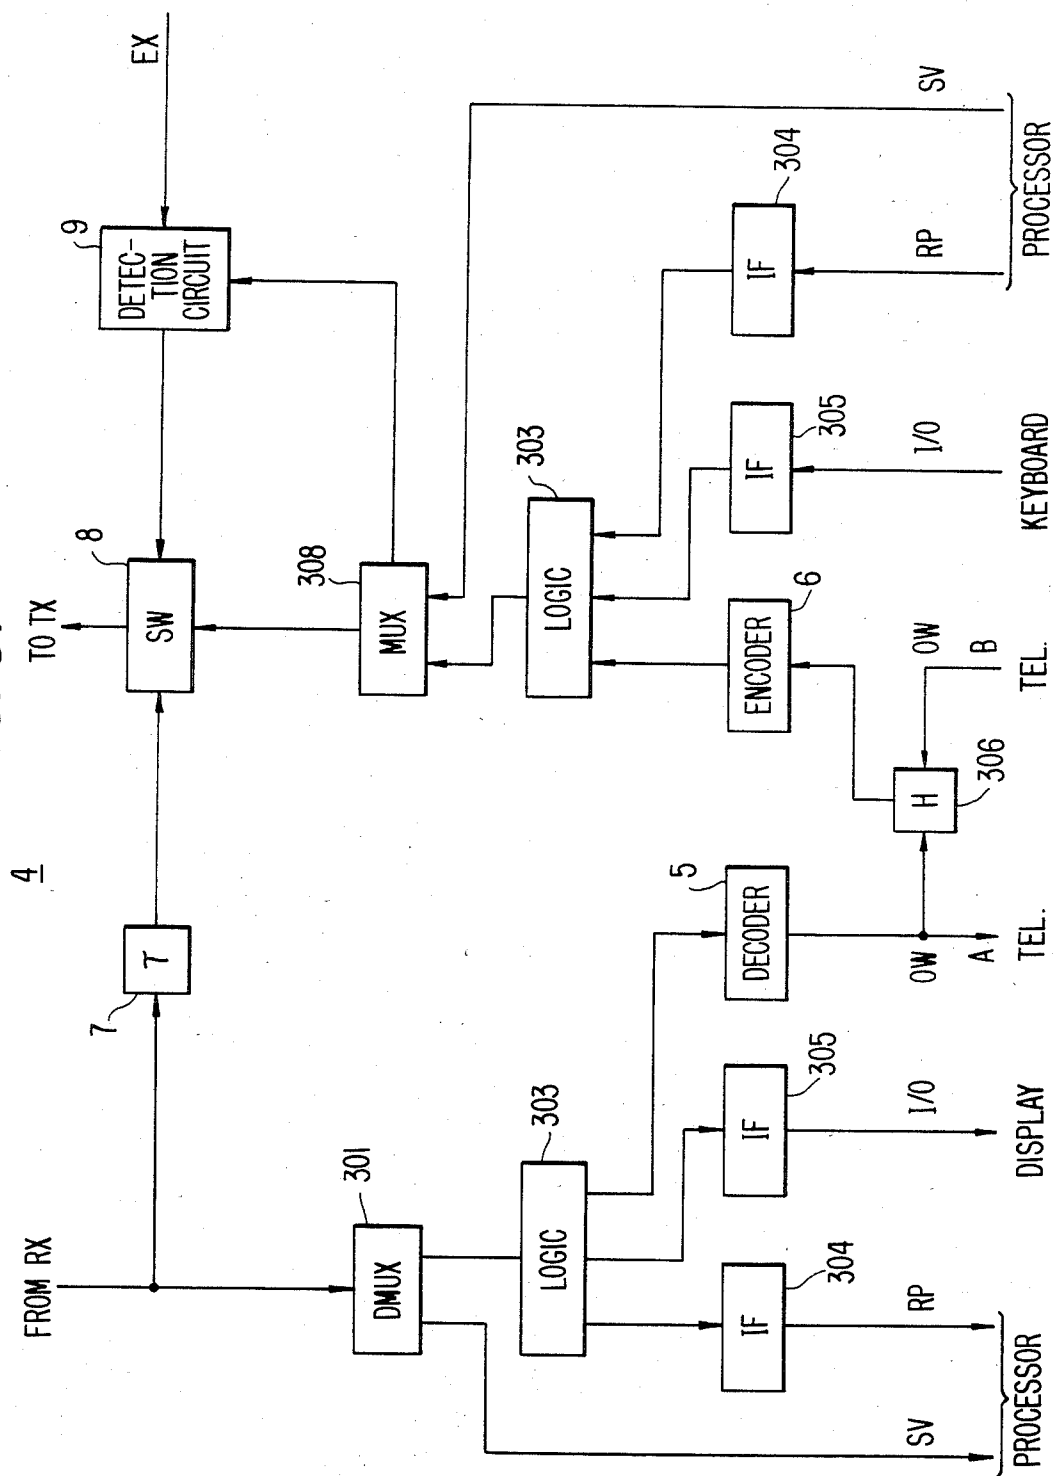 4
FROM RX
TO TX
EX
7
τ
8
SW
9
DETEC-
TION
CIRCUIT
301
DMUX
308
MUX
303
LOGIC
303
LOGIC
304
IF
305
IF
5
DECODER
6
ENCODER
305
IF
304
IF
H
306
SV
RP
I/O
OW
A
OW
B
I/O
RP
SV
PROCESSOR
DISPLAY
TEL.
TEL.
KEYBOARD
PROCESSOR